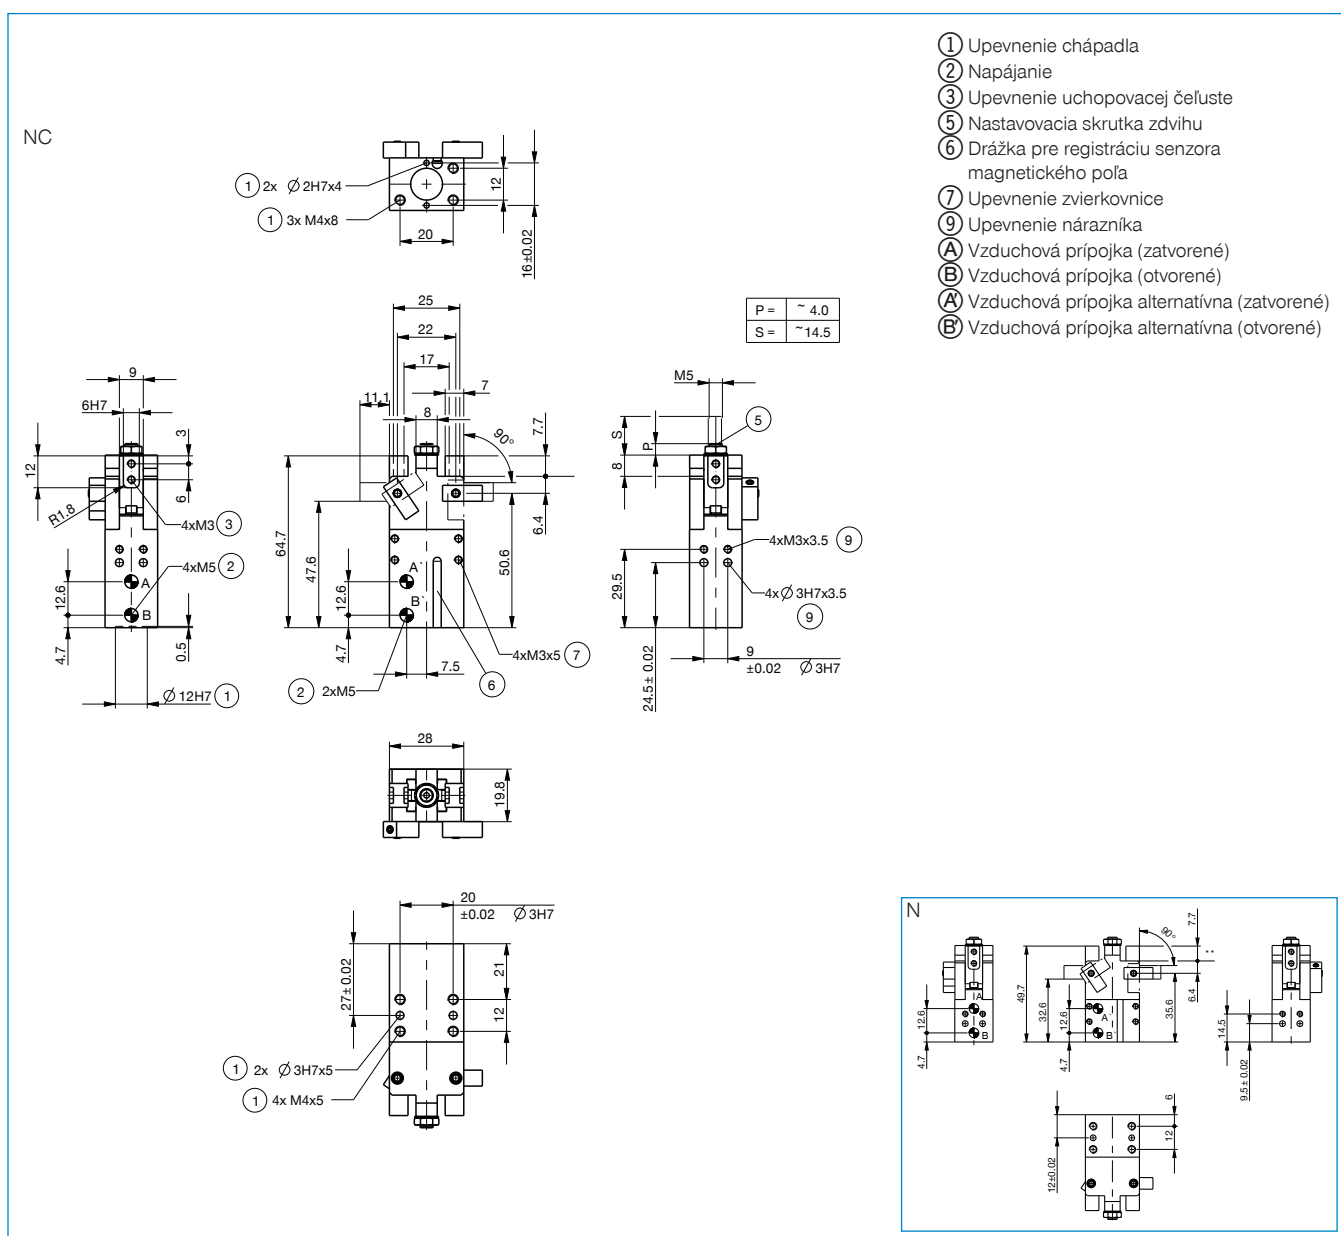 ① Upevnenie chápadla
② Napájanie
③ Upevnenie uchopovacej čeľuste
⑤ Nastavovacia skrutka zdvihu
⑥ Drážka pre registráciu senzora
magnetického poľa
⑦ Upevnenie zvierkovnice
⑨ Upevnenie nárazníka
Ⓐ Vzduchová prípojka (zatvorené)
Ⓑ Vzduchová prípojka (otvorené)
A' Vzduchová prípojka alternatívna (zatvorené)
B' Vzduchová prípojka alternatívna (otvorené)
NC
① 2x ∅ 2H7x4
① 3x M4x8
20
12
16±0.02
P = ~ 4.0
S = ~14.5
9
6H7
3
12
6
R1.8
4xM3 ③
4xM5 ②
A
B
12.6
4.7
0.5
∅ 12H7 ①
25
22
17
7
11.1
8
90°
7.7
6.4
64.7
47.6
50.6
12.6
4.7
A`
B`
7.5
② 2xM5
⑥
4xM3x5 ⑦
M5
S
P
8
⑤
4xM3x3.5 ⑨
4x ∅ 3H7x3.5
⑨
29.5
24.5± 0.02
9
±0.02 ∅ 3H7
28
19.8
20
±0.02 ∅ 3H7
27± 0.02
21
12
① 2x ∅ 3H7x5
① 4x M4x5
N
A
B
12.6
4.7
49.7
32.6
12.6
4.7
A`
B`
90°
7.7
6.4
35.6
14.5
9.5± 0.02
6
12
12±0.02